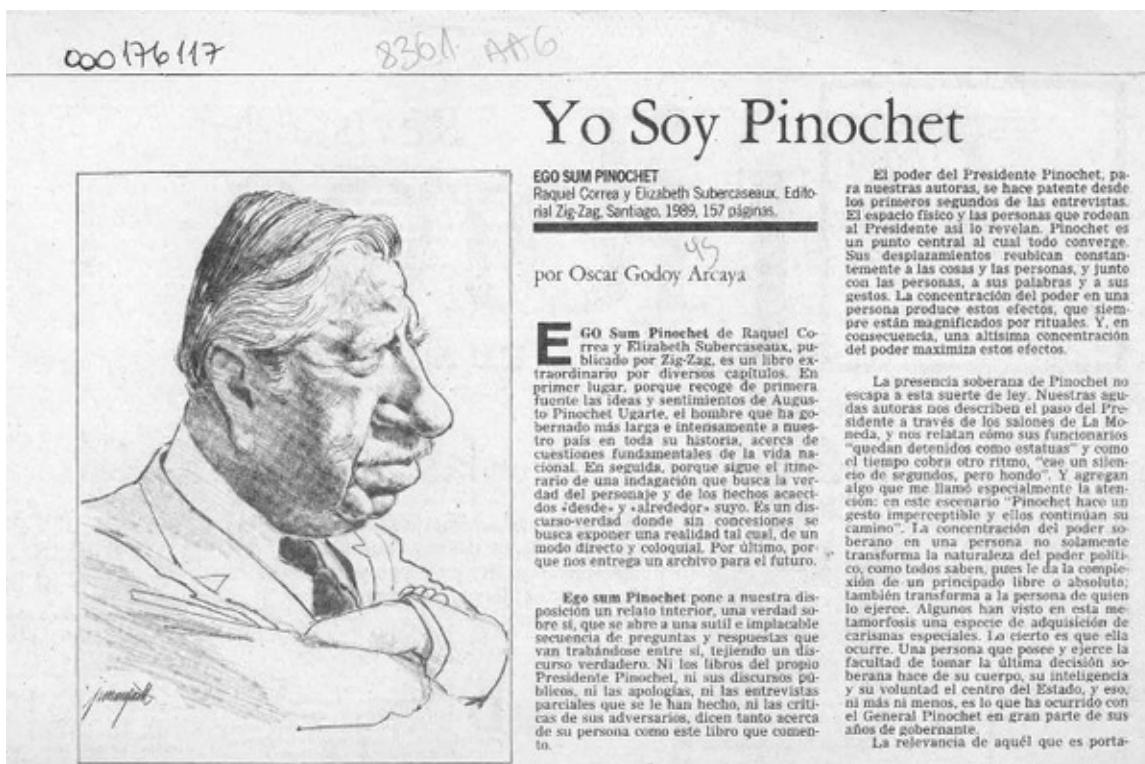 000176117
8361 AAG
Yo Soy Pinochet
EGO SUM PINOCHET
Raquel Correa y Elizabeth Subercaseaux, Edito-
rial Zig-Zag, Santiago, 1989, 157 páginas.
45
por Oscar Godoy Arcaya
EGO Sum Pinochet de Raquel Co-
rrea y Elizabeth Subercaseaux, pu-
blicado por Zig-Zag, es un libro ex-
traordinario por diversos capítulos. En
primer lugar, porque recoge de primera
fuente las ideas y sentimientos de Augus-
to Pinochet Ugarte, el hombre que ha go-
bernado más larga e intensamente a nues-
tro país en toda su historia, acerca de
cuestiones fundamentales de la vida na-
cional. En seguida, porque sigue el itine-
rario de una indagación que busca la ver-
dad del personaje y de los hechos acaeci-
dos «desde» y «alrededor» suyo. Es un dis-
curso-verdad donde sin concesiones se
busca exponer una realidad tal cual, de un
modo directo y coloquial. Por último, por-
que nos entrega un archivo para el futuro.
Ego sum Pinochet pone a nuestra dis-
posición un relato interior, una verdad so-
bre sí, que se abre a una sutil e implacable
secuencia de preguntas y respuestas que
van trabándose entre sí, tejiendo un dis-
curso verdadero. Ni los libros del propio
Presidente Pinochet, ni sus discursos pú-
blicos, ni las apologías, ni las entrevistas
parciales que se le han hecho, ni las críti-
cas de sus adversarios, dicen tanto acerca
de su persona como este libro que comen-
to.
El poder del Presidente Pinochet, pa-
ra nuestras autoras, se hace patente desde
los primeros segundos de las entrevistas.
El espacio físico y las personas que rodean
al Presidente así lo revelan. Pinochet es
un punto central al cual todo converge.
Sus desplazamientos reubican constan-
temente a las cosas y las personas, y junto
con las personas, a sus palabras y a sus
gestos. La concentración del poder en una
persona produce estos efectos, que siem-
pre están magnificados por rituales. Y, en
consecuencia, una altísima concentración
del poder maximiza estos efectos.
La presencia soberana de Pinochet no
escapa a esta suerte de ley. Nuestras agu-
das autoras nos describen el paso del Pre-
sidente a través de los salones de La Mo-
neda, y nos relatan cómo sus funcionarios
"quedan detenidos como estatuas" y como
el tiempo cobra otro ritmo, "cae un silen-
cio de segundos, pero hondo". Y agregan
algo que me llamó especialmente la aten-
ción: en este escenario "Pinochet hace un
gesto imperceptible y ellos continúan su
camino". La concentración del poder so-
berano en una persona no solamente
transforma la naturaleza del poder políti-
co, como todos saben, pues le da la comple-
xión de un principado libre o absoluto;
también transforma a la persona de quien
lo ejerce. Algunos han visto en esta me-
tamorfosis una especie de adquisición de
carismas especiales. Lo cierto es que ella
ocurre. Una persona que posee y ejerce la
facultad de tomar la última decisión so-
berana hace de su cuerpo, su inteligencia
y su voluntad el centro del Estado, y eso,
ni más ni menos, es lo que ha ocurrido con
el General Pinochet en gran parte de sus
años de gobernante.
La relevancia de aquél que es porta-